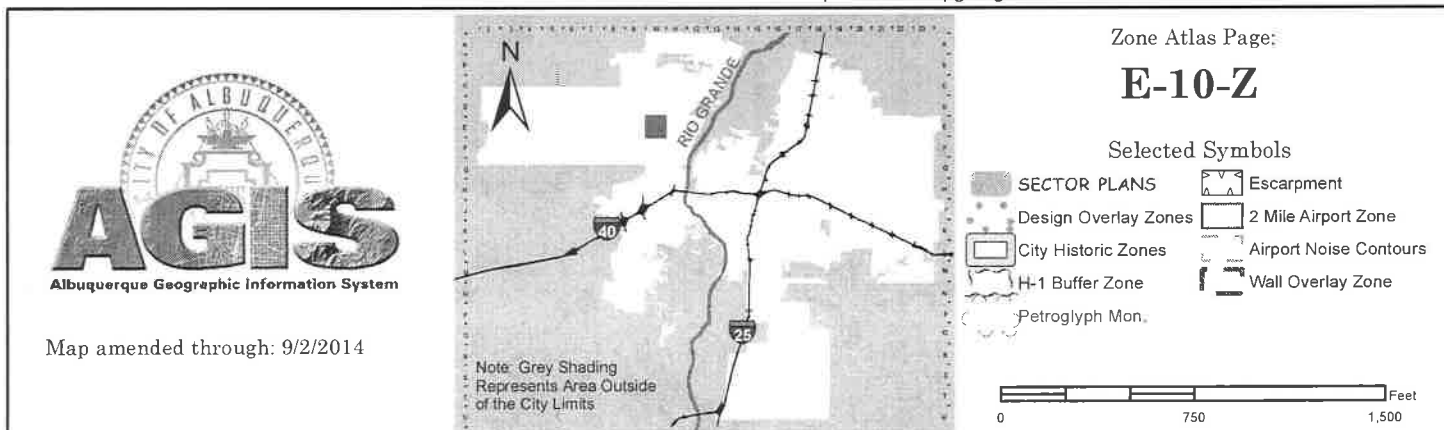 CITY OF ALBUQUERQUE
AGIS
Albuquerque Geographic Information System
Map amended through: 9/2/2014
N
RIO GRANDE
40
25
Note: Grey Shading
Represents Area Outside
of the City Limits
Zone Atlas Page:
E-10-Z
Selected Symbols
SECTOR PLANS
Design Overlay Zones
City Historic Zones
H-1 Buffer Zone
Petroglyph Mon.
Escarpment
2 Mile Airport Zone
Airport Noise Contours
Wall Overlay Zone
Feet
0 750 1,500